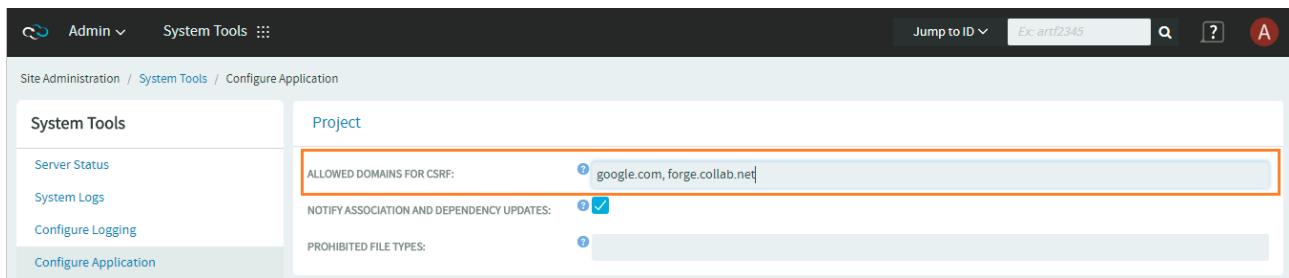 Admin System Tools Jump to ID Ex: artf2345 ? A
Site Administration / System Tools / Configure Application
System Tools
Project
Server Status
ALLOWED DOMAINS FOR CSRF: ? google.com, forge.collab.net
System Logs
NOTIFY ASSOCIATION AND DEPENDENCY UPDATES: ?
Configure Logging
PROHIBITED FILE TYPES: ?
Configure Application